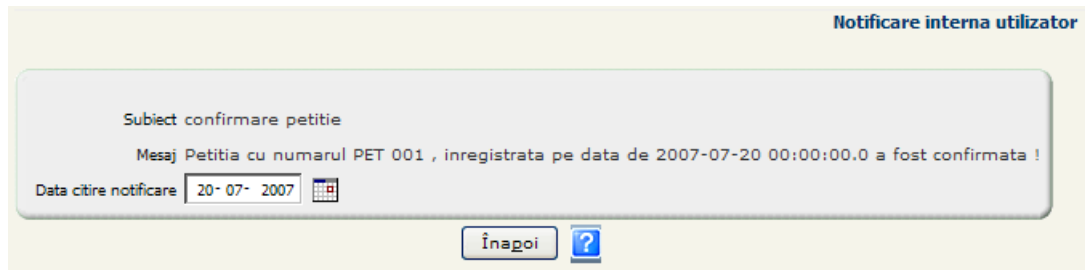 Notificare interna utilizator
Subiect confirmare petitie
Mesaj Petitia cu numarul PET 001 , inregistrata pe data de 2007-07-20 00:00:00.0 a fost confirmata !
Data citire notificare 20- 07- 2007
Înapoi ?